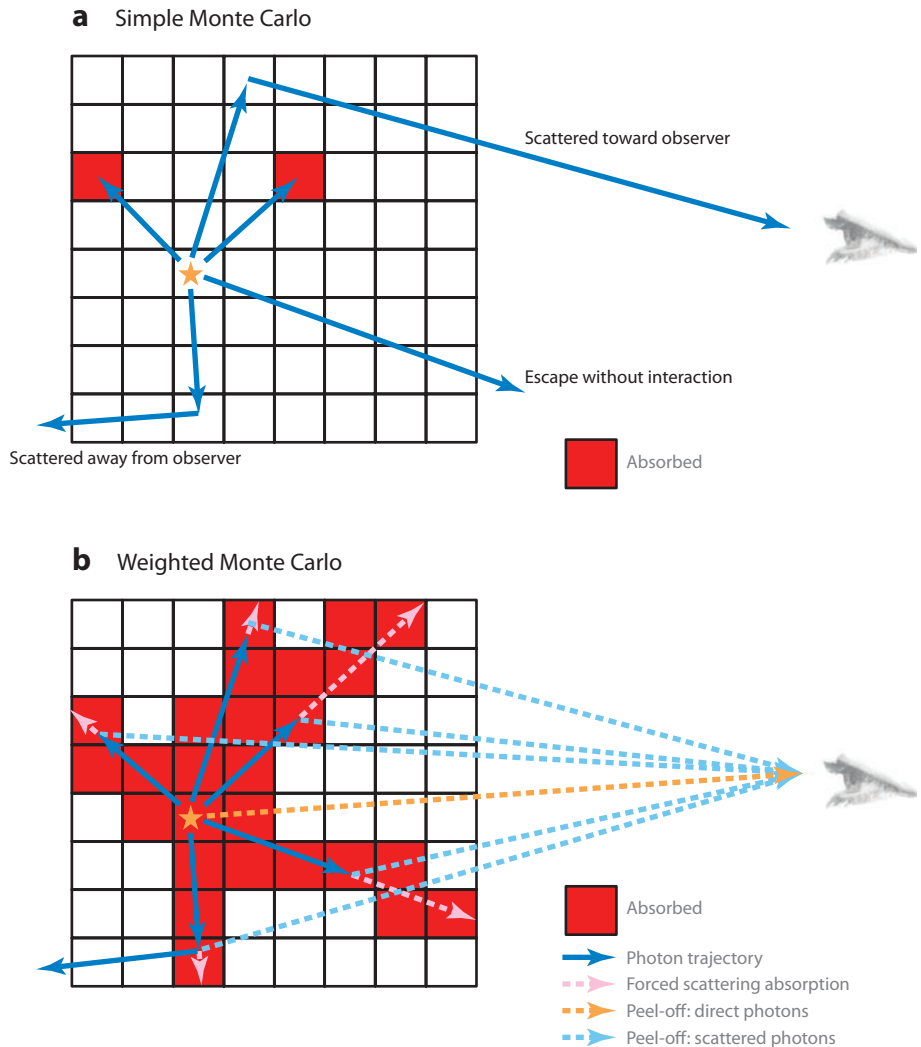 a Simple Monte Carlo
Scattered toward observer
Escape without interaction
Scattered away from observer
Absorbed
b Weighted Monte Carlo
Absorbed
Photon trajectory
Forced scattering absorption
Peel-off: direct photons
Peel-off: scattered photons